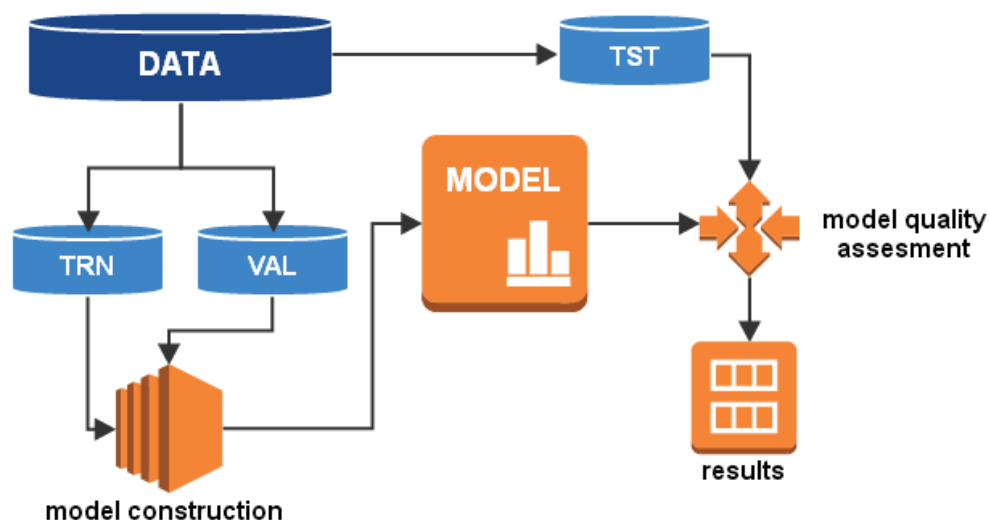 DATA
TST
MODEL
TRN
VAL
model quality
assesment
model construction
results